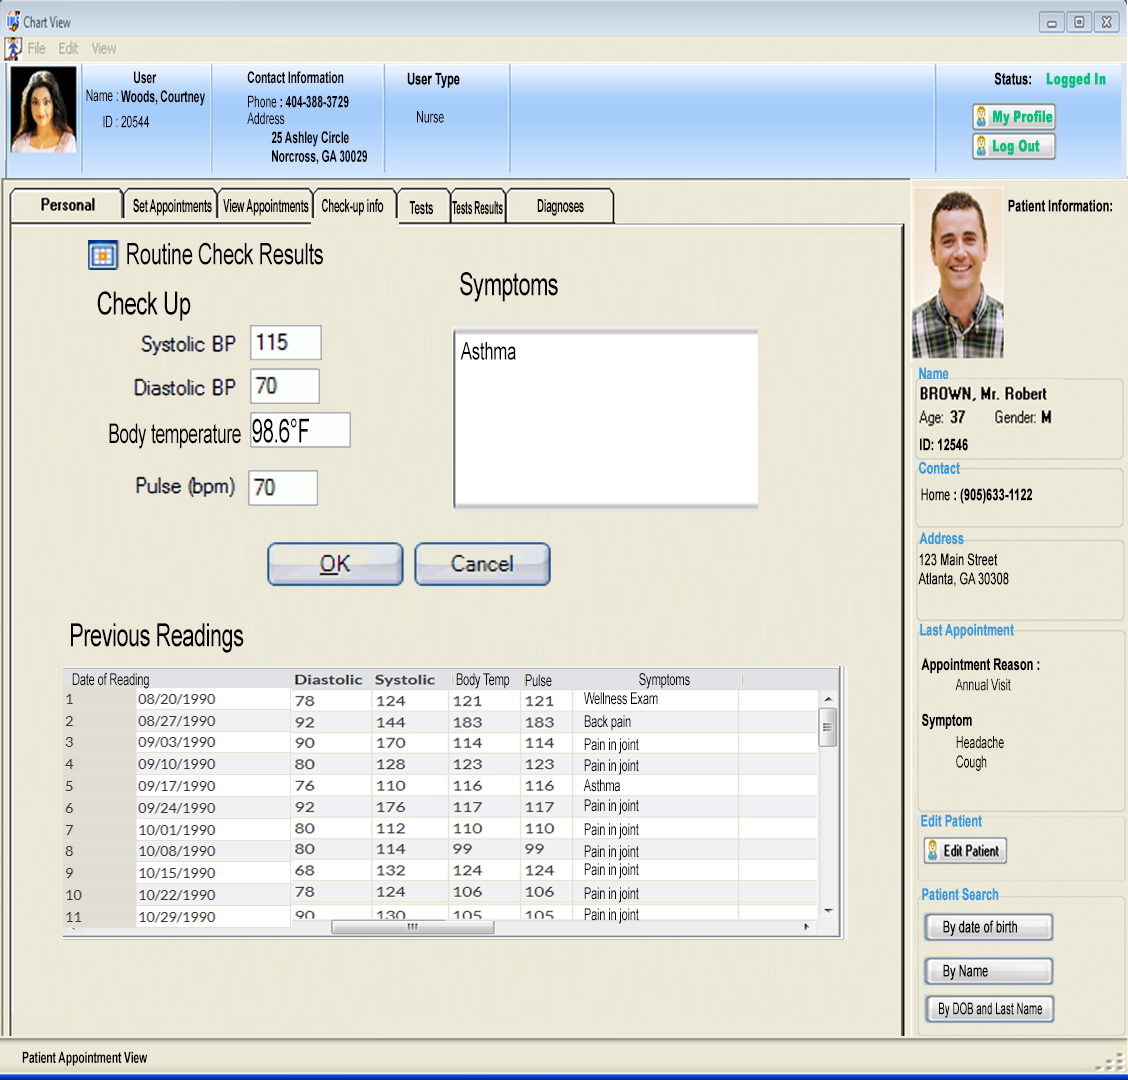 Chart View
File Edit View
User
Name : Woods, Courtney
ID : 20544
Contact Information
Phone : 404-388-3729
Address
25 Ashley Circle
Norcross, GA 30029
User Type
Nurse
Status: Logged In
My Profile
Log Out
Personal Set Appointments View Appointments Check-up info Tests Tests Results Diagnoses
Routine Check Results
Check Up
Systolic BP 115
Diastolic BP 70
Body temperature 98.6°F
Pulse (bpm) 70
Symptoms
Asthma
OK Cancel
Previous Readings
Date of Reading Diastolic Systolic Body Temp Pulse Symptoms
1 08/20/1990 78 124 121 121 Wellness Exam
2 08/27/1990 92 144 183 183 Back pain
3 09/03/1990 90 170 114 114 Pain in joint
4 09/10/1990 80 128 123 123 Pain in joint
5 09/17/1990 76 110 116 116 Asthma
6 09/24/1990 92 176 117 117 Pain in joint
7 10/01/1990 80 112 110 110 Pain in joint
8 10/08/1990 80 114 99 99 Pain in joint
9 10/15/1990 68 132 124 124 Pain in joint
10 10/22/1990 78 124 106 106 Pain in joint
11 10/29/1990 90 130 105 105 Pain in joint
Patient Information:
Name
BROWN, Mr. Robert
Age: 37 Gender: M
ID: 12546
Contact
Home : (905)633-1122
Address
123 Main Street
Atlanta, GA 30308
Last Appointment
Appointment Reason :
Annual Visit
Symptom
Headache
Cough
Edit Patient
Edit Patient
Patient Search
By date of birth
By Name
By DOB and Last Name
Patient Appointment View